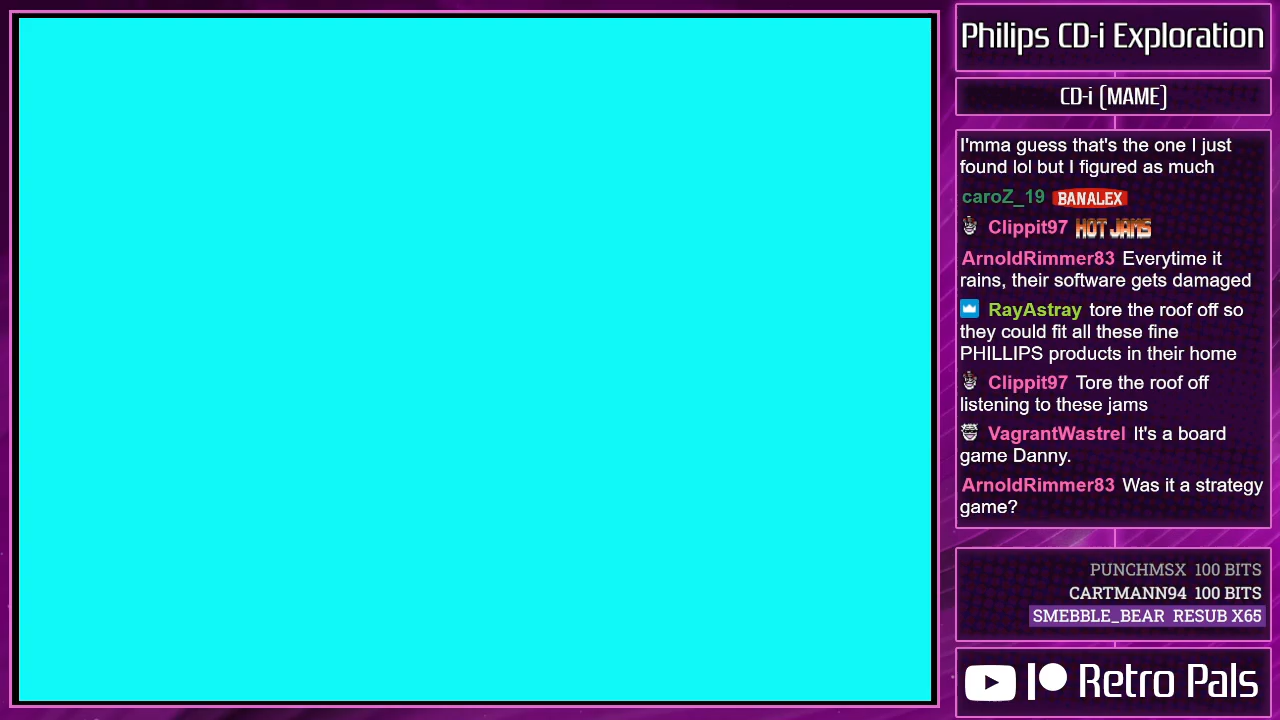 Philips CD-i Exploration
CD-i [MAME]
I'mma guess that's the one I just
found lol but I figured as much
caroZ_19 BANALEX
Clippit97 HOT JAMS
ArnoldRimmer83 Everytime it
rains, their software gets damaged
RayAstray tore the roof off so
they could fit all these fine
PHILLIPS products in their home
Clippit97 Tore the roof off
listening to these jams
VagrantWastrel It's a board
game Danny.
ArnoldRimmer83 Was it a strategy
game?
PUNCHMSX 100 BITS
CARTMANN94 100 BITS
SMEBBLE_BEAR RESUB X65
Retro Pals